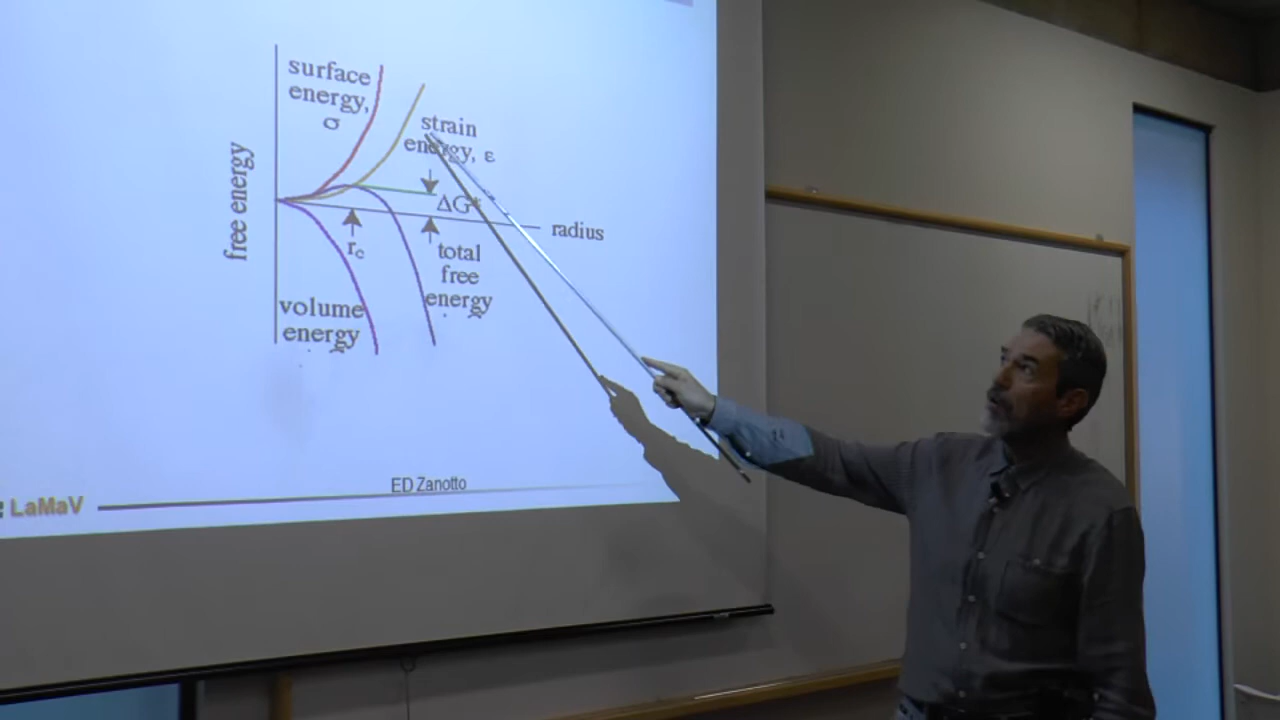 surface
energy,
σ
strain
energy, ε
free energy
ΔG*
radius
r꜀
total
free
energy
volume
energy
ED Zanotto
LaMaV